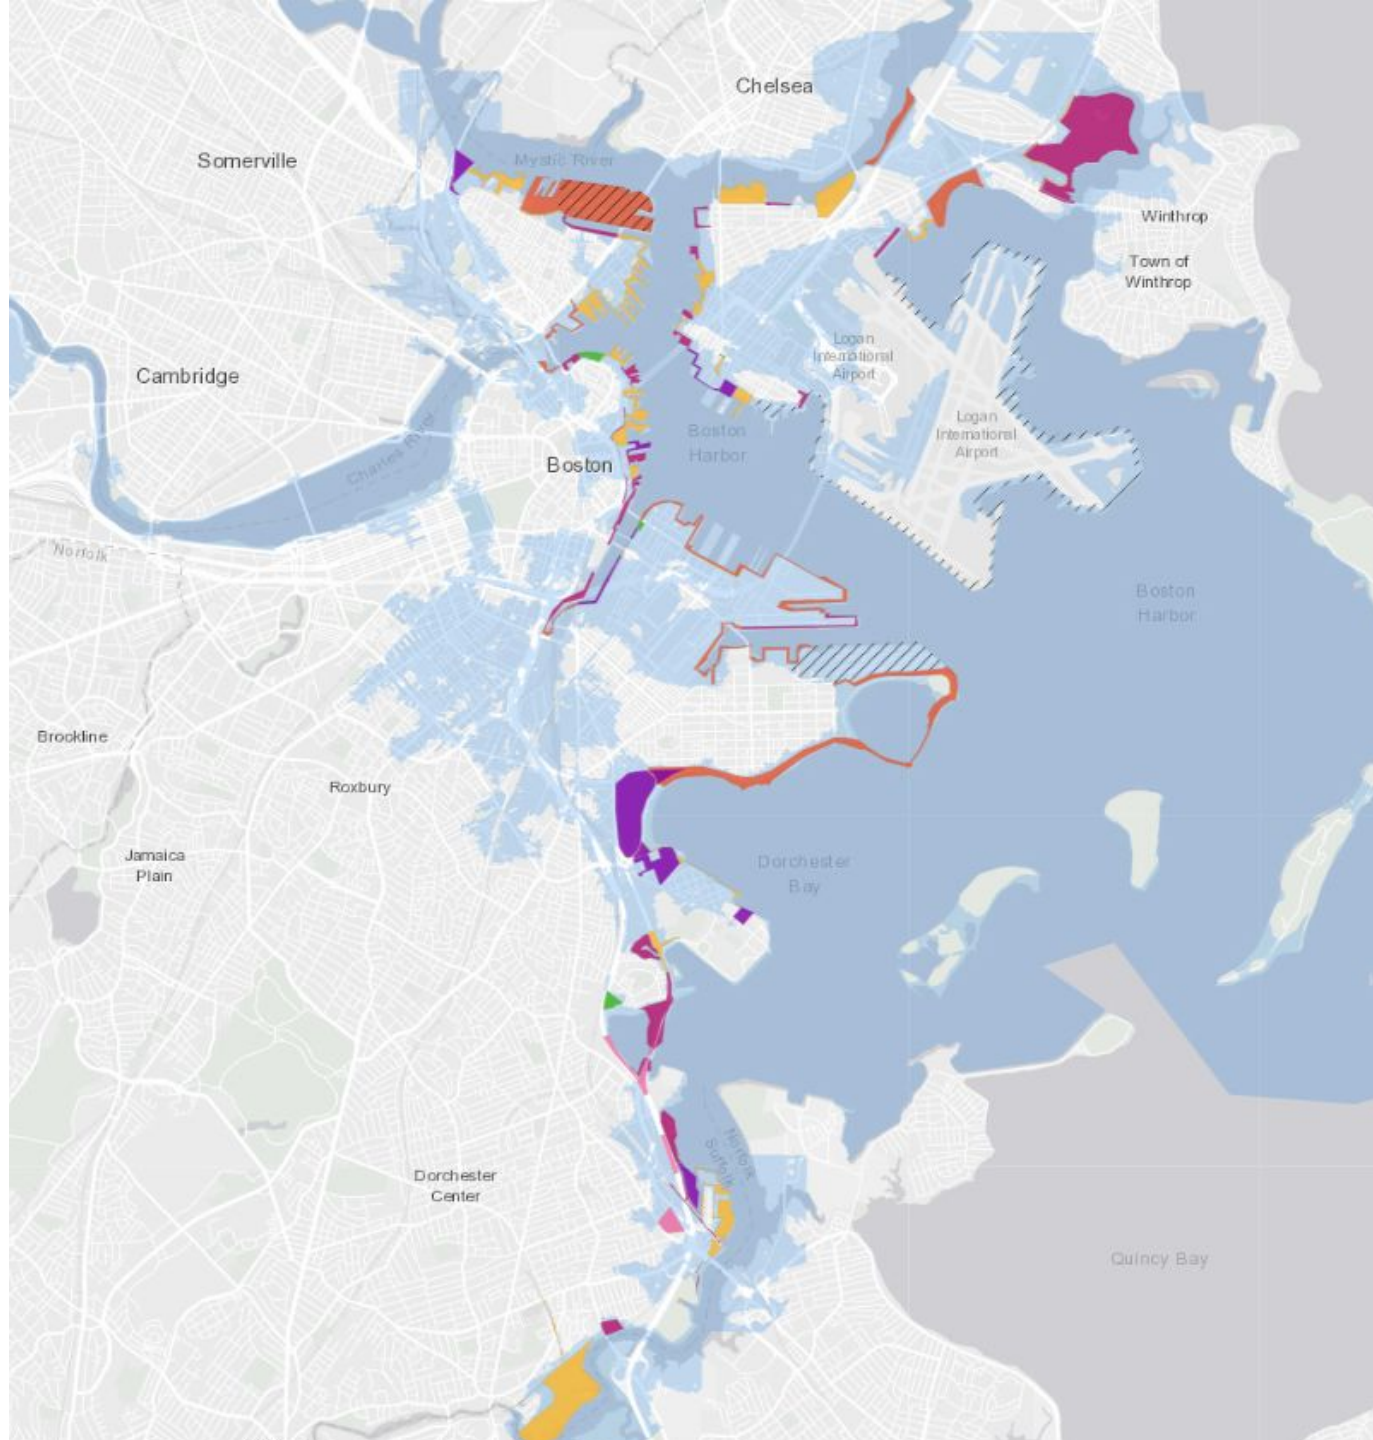 Chelsea
Somerville
Mystic River
Winthrop
Town of
Winthrop
Logan
International
Airport
Cambridge
Logan
International
Airport
Boston
Harbor
Charles River
Boston
Norfolk
Boston
Harbor
Brookline
Roxbury
Jamaica
Plain
Dorchester
Bay
Norfolk
Suffolk
Dorchester
Center
Quincy Bay